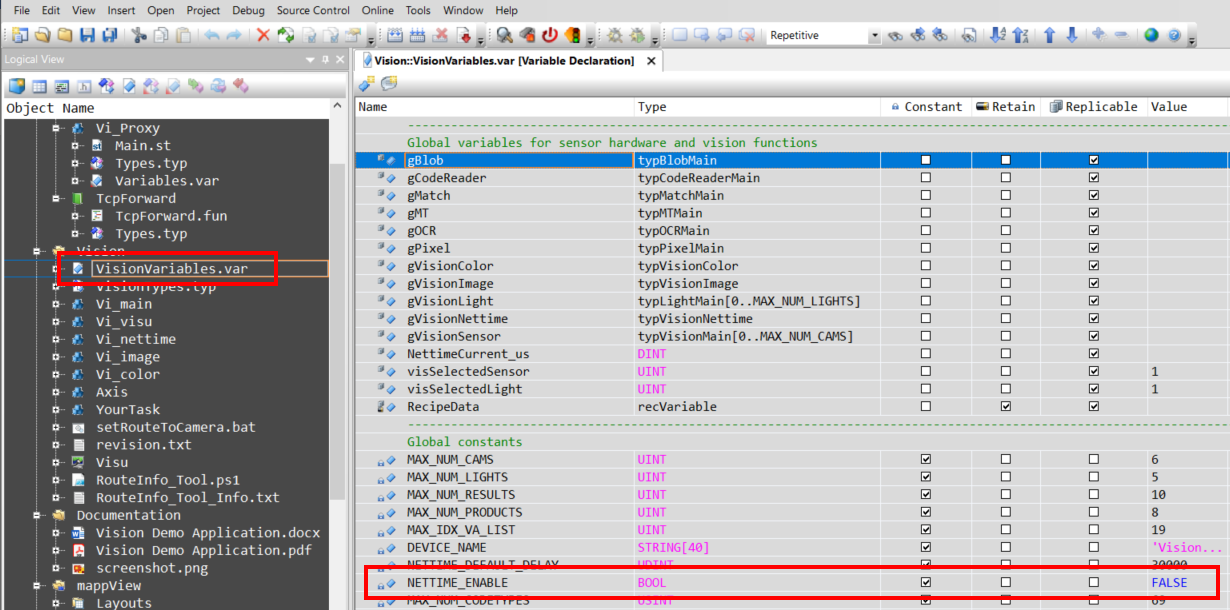 File Edit View Insert Open Project Debug Source Control Online Tools Window Help
Repetitive
Logical View
Vision::VisionVariables.var [Variable Declaration]
Object Name
Vi_Proxy
Main.st
Types.typ
Variables.var
TcpForward
TcpForward.fun
Types.typ
Vision
VisionVariables.var
VisionTypes.typ
Vi_main
Vi_visu
Vi_nettime
Vi_image
Vi_color
Axis
YourTask
setRouteToCamera.bat
revision.txt
Visu
RouteInfo_Tool.ps1
RouteInfo_Tool_Info.txt
Documentation
Vision Demo Application.docx
Vision Demo Application.pdf
screenshot.png
mappView
Layouts
Name Type Constant Retain Replicable Value
Global variables for sensor hardware and vision functions
gBlob typBlobMain
gCodeReader typCodeReaderMain
gMatch typMatchMain
gMT typMTMain
gOCR typOCRMain
gPixel typPixelMain
gVisionColor typVisionColor
gVisionImage typVisionImage
gVisionLight typLightMain[0..MAX_NUM_LIGHTS]
gVisionNettime typVisionNettime
gVisionSensor typVisionMain[0..MAX_NUM_CAMS]
NettimeCurrent_us DINT
visSelectedSensor UINT 1
visSelectedLight UINT 1
RecipeData recVariable
Global constants
MAX_NUM_CAMS UINT 6
MAX_NUM_LIGHTS UINT 5
MAX_NUM_RESULTS UINT 10
MAX_NUM_PRODUCTS UINT 8
MAX_IDX_VA_LIST UINT 19
DEVICE_NAME STRING[40] 'Vision...
NETTIME_DEFAULT_DELAY UDINT 30000
NETTIME_ENABLE BOOL FALSE
MAX_NUM_CODETYPES USINT 69